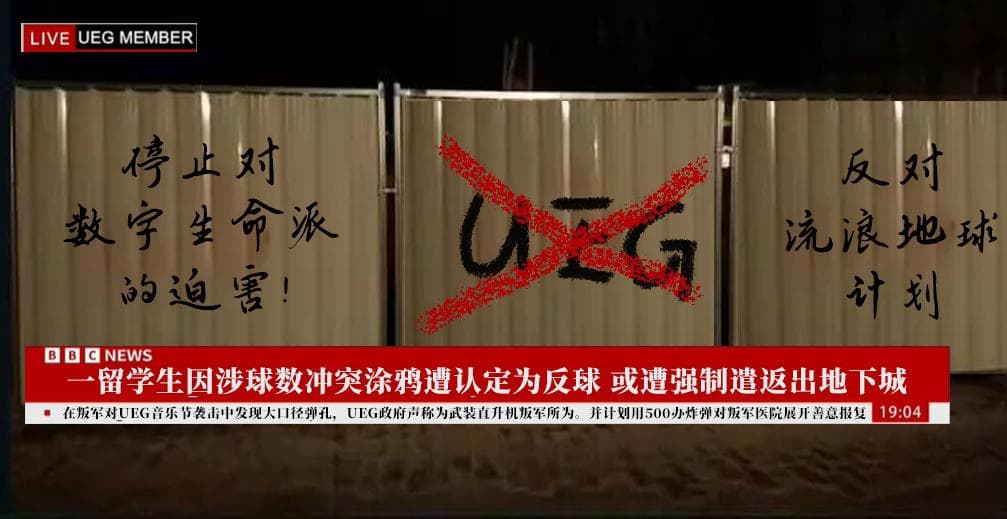 LIVE UEG MEMBER
停止对
数字生命派
的迫害!
UEG
反对
流浪地球
计划
BBC NEWS
一留学生因涉球数冲突涂鸦遭认定为反球 或遭强制遣返出地下城
在叛军对UEG音乐节袭击中发现大口径弹孔，UEG政府声称为武装直升机叛军所为。并计划用500办炸弹对叛军医院展开善意报复
19:04